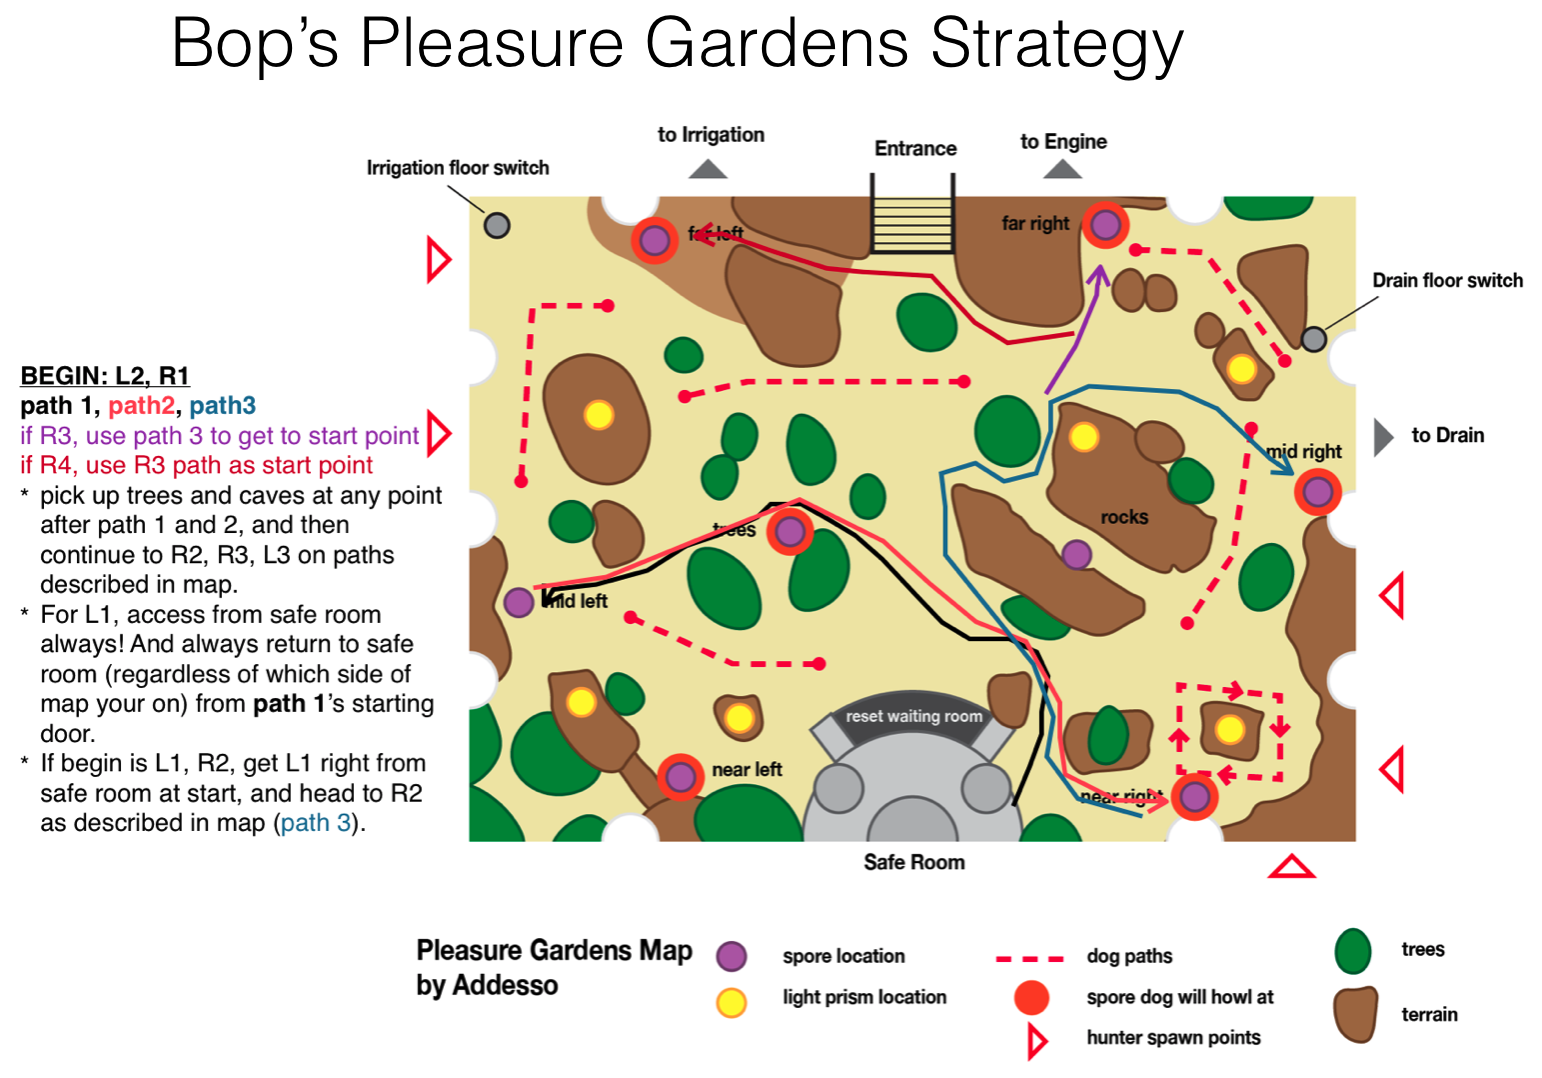 Bop's Pleasure Gardens Strategy
to Irrigation
Entrance
to Engine
Irrigation floor switch
far left
far right
Drain floor switch
BEGIN: L2, R1
path 1, path2, path3
if R3, use path 3 to get to start point
if R4, use R3 path as start point
* pick up trees and caves at any point
after path 1 and 2, and then
continue to R2, R3, L3 on paths
described in map.
* For L1, access from safe room
always! And always return to safe
room (regardless of which side of
map your on) from path 1's starting
door.
* If begin is L1, R2, get L1 right from
safe room at start, and head to R2
as described in map (path 3).
to Drain
mid right
rocks
trees
mid left
reset waiting room
near left
near right
Safe Room
Pleasure Gardens Map
by Addesso
spore location
light prism location
dog paths
spore dog will howl at
hunter spawn points
trees
terrain